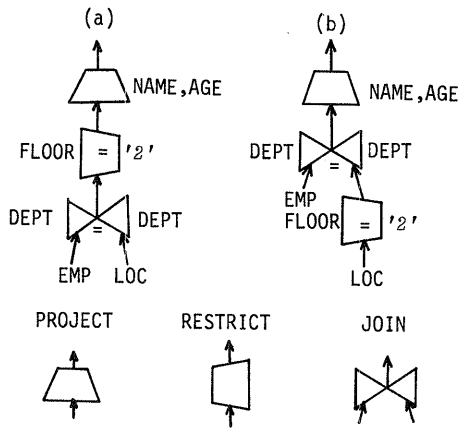 (a)
NAME,AGE
FLOOR = '2'
DEPT = DEPT
EMP LOC
(b)
NAME,AGE
DEPT = DEPT
EMP
FLOOR = '2'
LOC
PROJECT RESTRICT JOIN